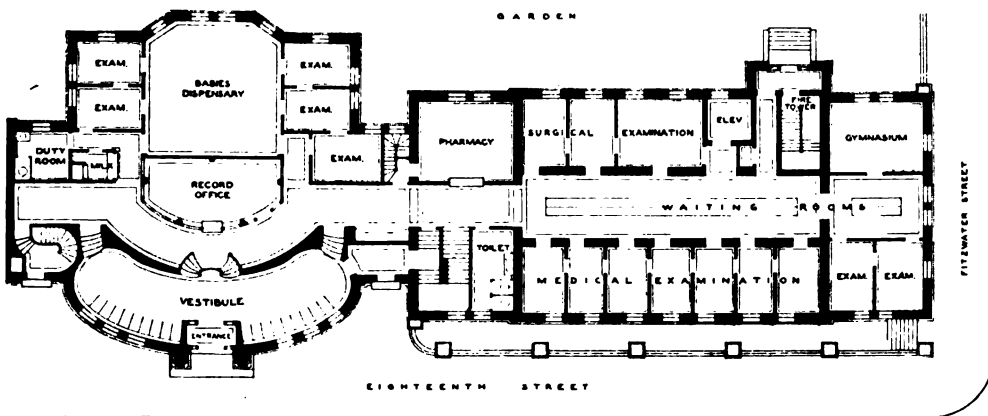 GARDEN
EXAM.
BABIES
DISPENSARY
EXAM.
EXAM.
EXAM.
FIRE
TOWER
PHARMACY
SURGICAL EXAMINATION
ELEV
GYMNASIUM
DUTY
ROOM
MILK
EXAM.
RECORD
OFFICE
WAITING ROOMS
FITZWATER STREET
TOILET
MEDICAL EXAMINATION
EXAM.
EXAM.
VESTIBULE
ENTRANCE
EIGHTEENTH STREET